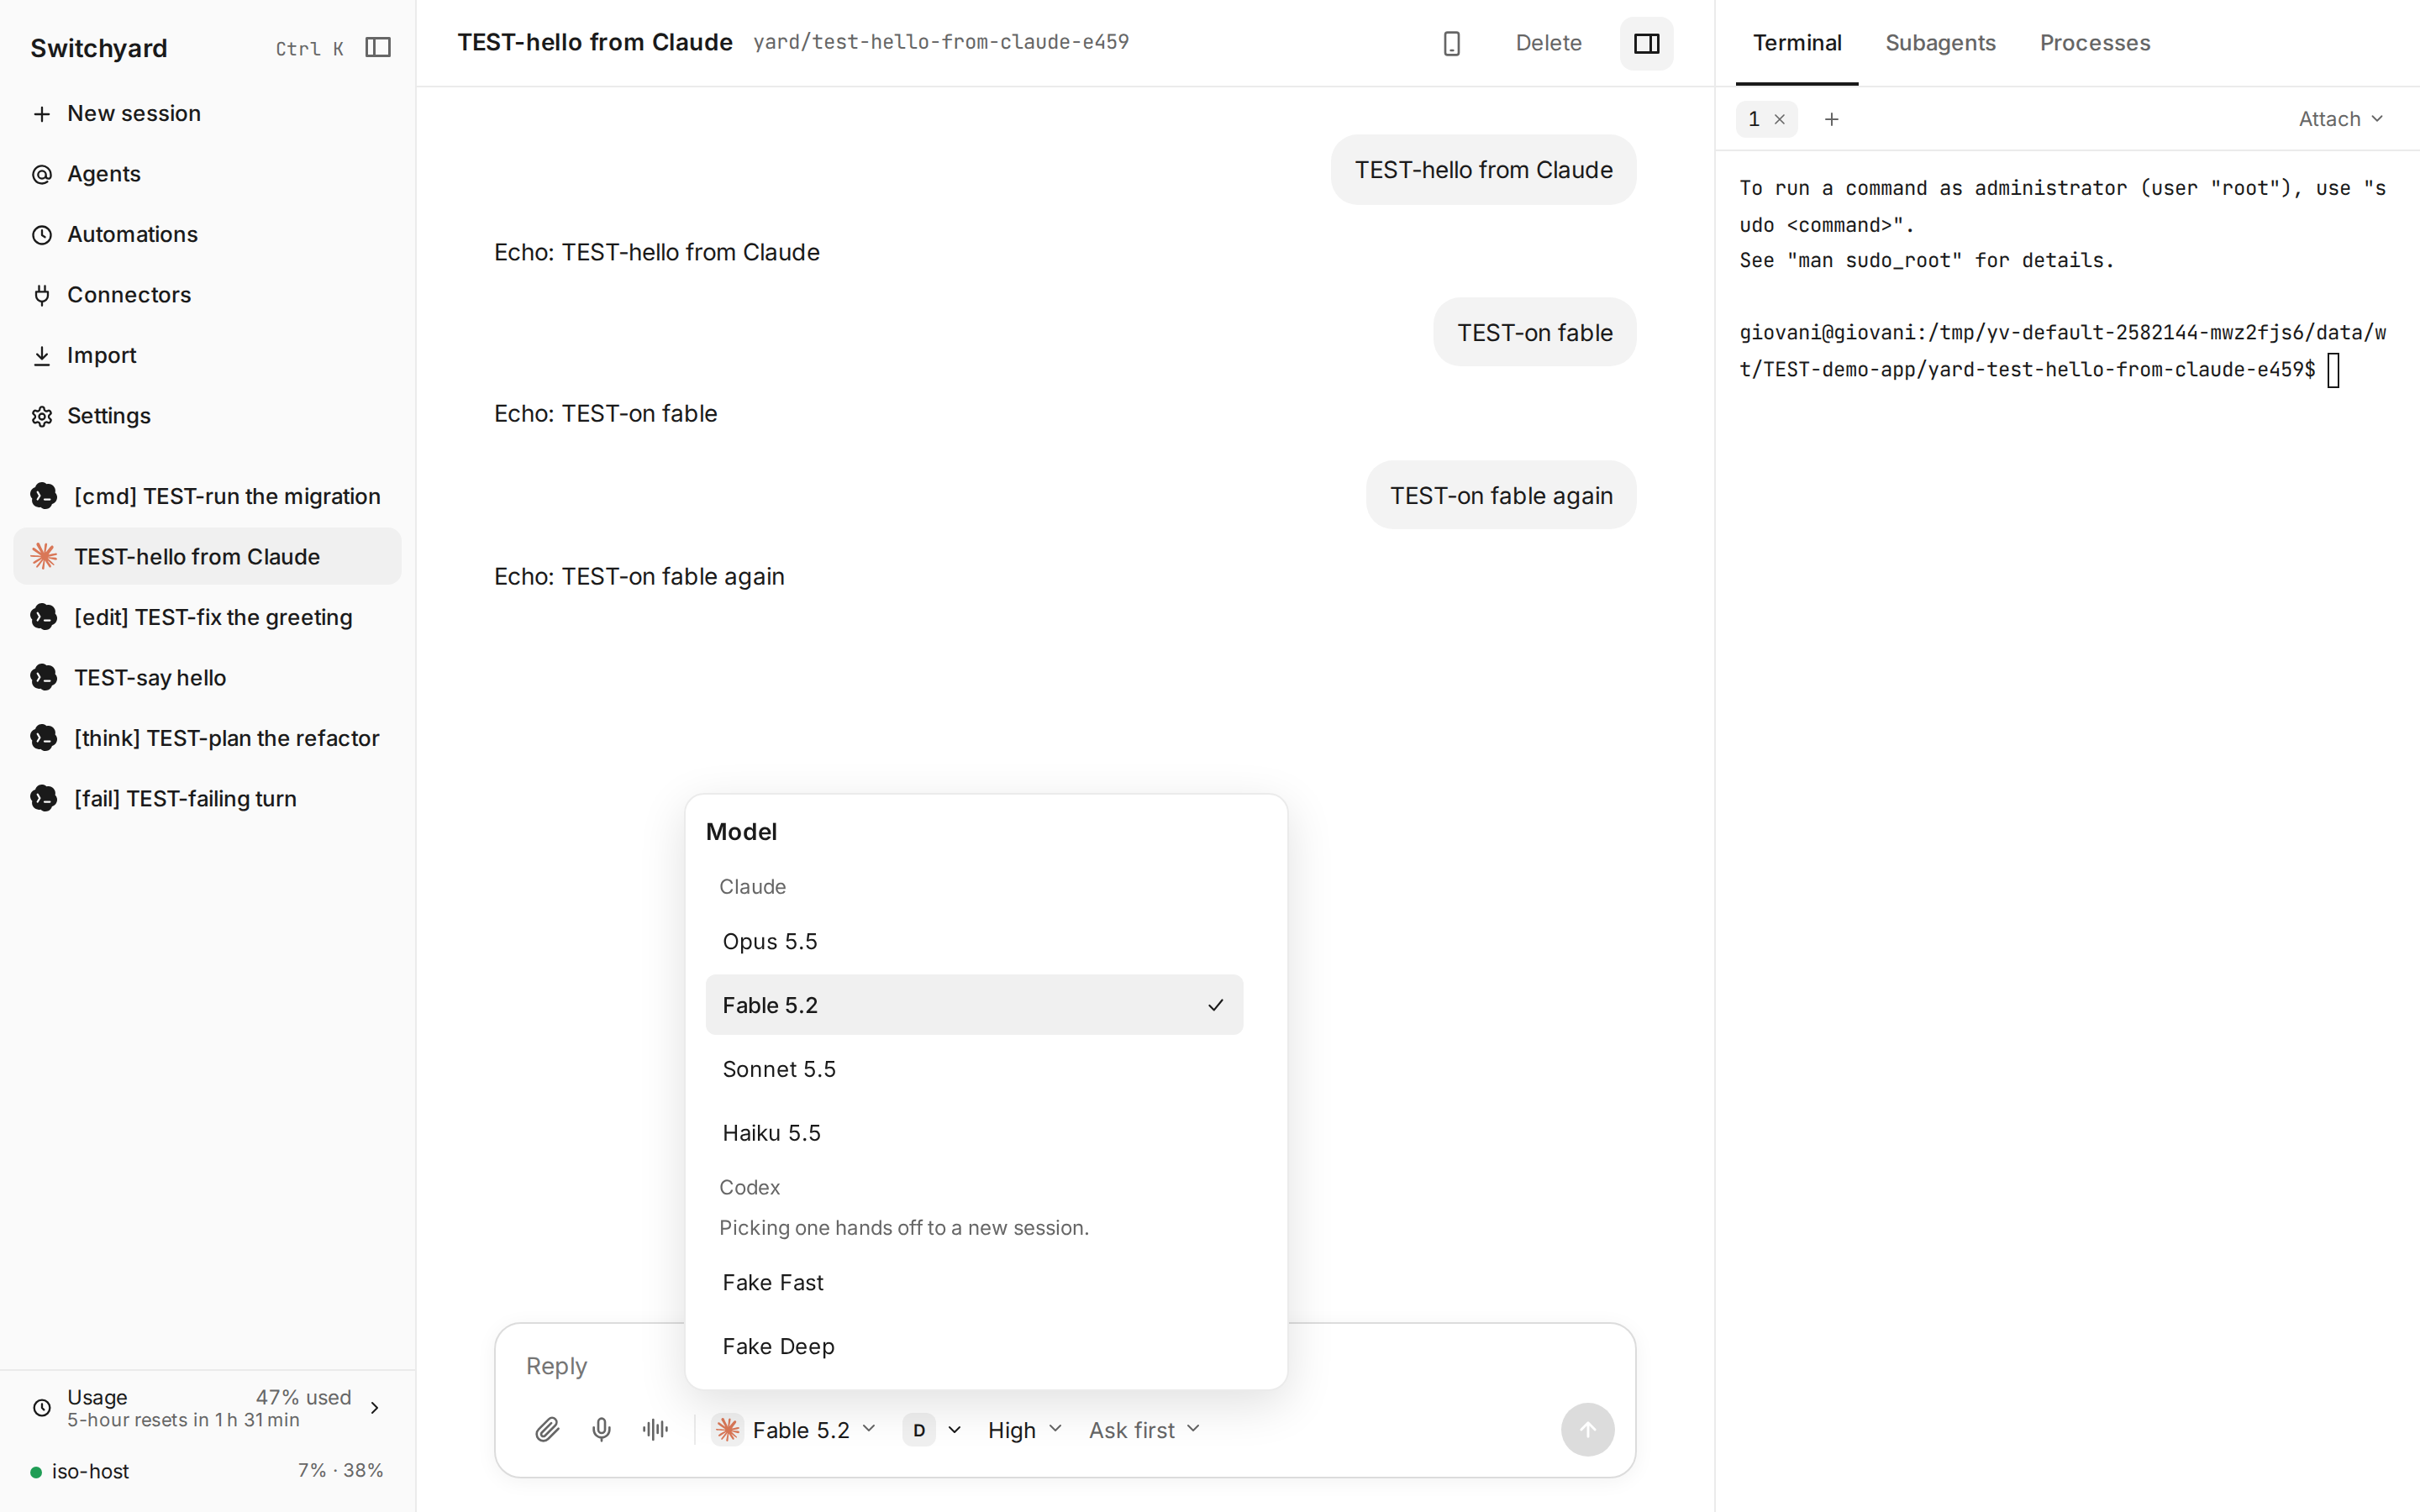 Switchyard
Ctrl K
New session
Agents
Automations
Connectors
Import
Settings
[cmd] TEST-run the migration
TEST-hello from Claude
[edit] TEST-fix the greeting
TEST-say hello
[think] TEST-plan the refactor
[fail] TEST-failing turn
Usage
47% used
5-hour resets in 1 h 31 min
iso-host
7% · 38%
TEST-hello from Claude
yard/test-hello-from-claude-e459
Delete
TEST-hello from Claude
Echo: TEST-hello from Claude
TEST-on fable
Echo: TEST-on fable
TEST-on fable again
Echo: TEST-on fable again
Model
Claude
Opus 5.5
Fable 5.2
Sonnet 5.5
Haiku 5.5
Codex
Picking one hands off to a new session.
Fake Fast
Fake Deep
Reply
Fable 5.2
D
High
Ask first
Terminal
Subagents
Processes
1
Attach
To run a command as administrator (user "root"), use "s
udo <command>".
See "man sudo_root" for details.
giovani@giovani:/tmp/yv-default-2582144-mwz2fjs6/data/w
t/TEST-demo-app/yard-test-hello-from-claude-e459$